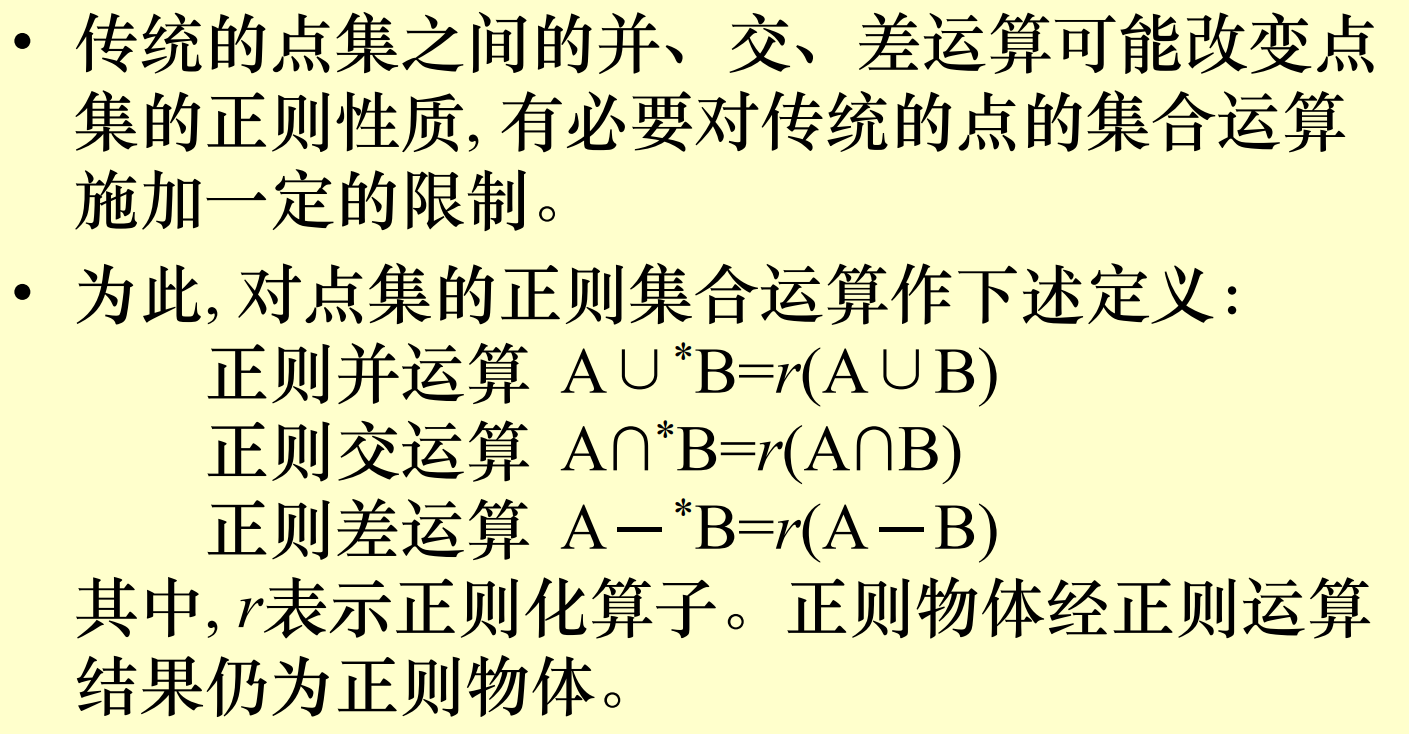 • 传统的点集之间的并、交、差运算可能改变点
集的正则性质, 有必要对传统的点的集合运算
施加一定的限制。
• 为此, 对点集的正则集合运算作下述定义：
正则并运算 A∪*B=r(A∪B)
正则交运算 A∩*B=r(A∩B)
正则差运算 A－*B=r(A－B)
其中, r表示正则化算子。正则物体经正则运算
结果仍为正则物体。